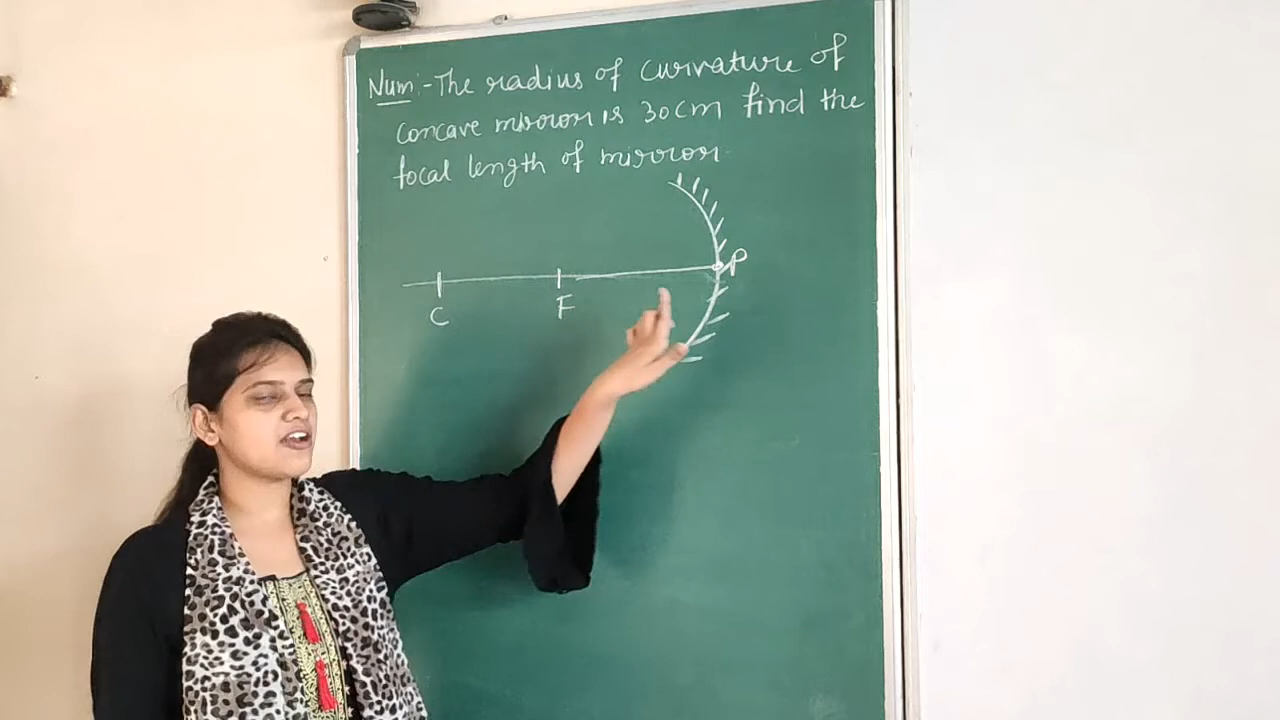 Num:-The radius of curvature of
concave mirror is 30cm find the
focal length of mirror
P
C F